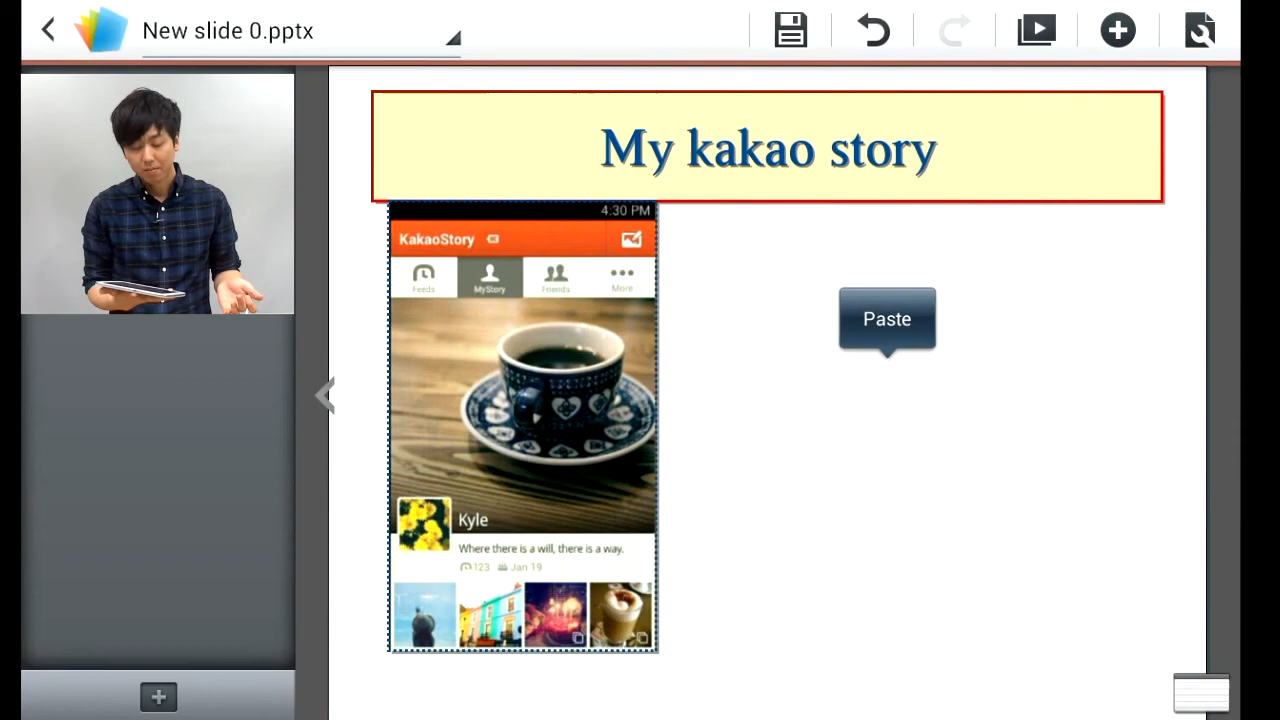 New slide 0.pptx
My kakao story
4:30 PM
KakaoStory
Feeds
MyStory
Friends
More
Paste
Kyle
Where there is a will, there is a way.
123 Jan 19